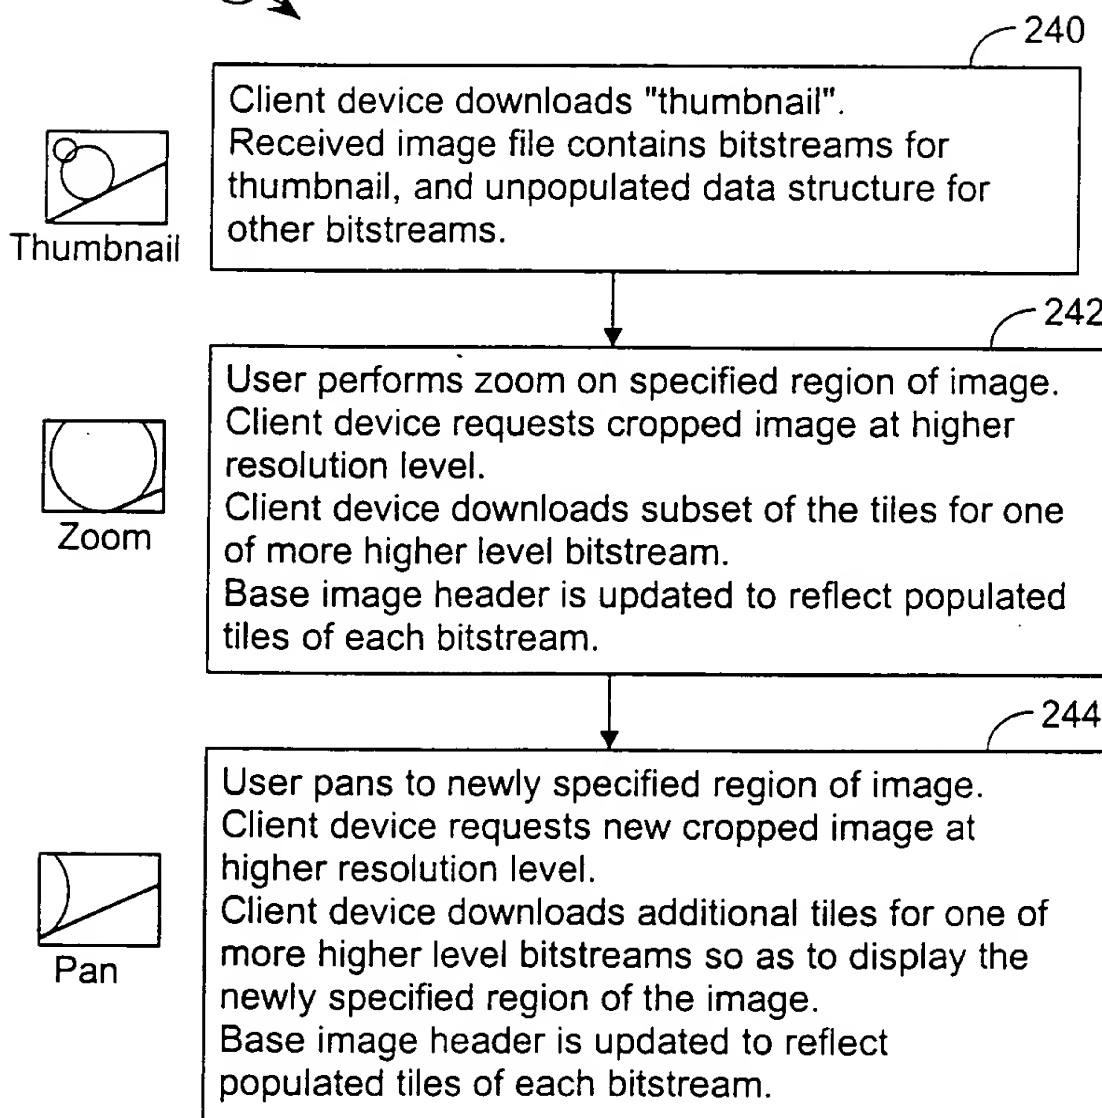 240
Client device downloads "thumbnail".
Received image file contains bitstreams for
thumbnail, and unpopulated data structure for
other bitstreams.
Thumbnail
242
User performs zoom on specified region of image.
Client device requests cropped image at higher
resolution level.
Client device downloads subset of the tiles for one
of more higher level bitstream.
Base image header is updated to reflect populated
tiles of each bitstream.
Zoom
244
User pans to newly specified region of image.
Client device requests new cropped image at
higher resolution level.
Client device downloads additional tiles for one of
more higher level bitstreams so as to display the
newly specified region of the image.
Base image header is updated to reflect
populated tiles of each bitstream.
Pan